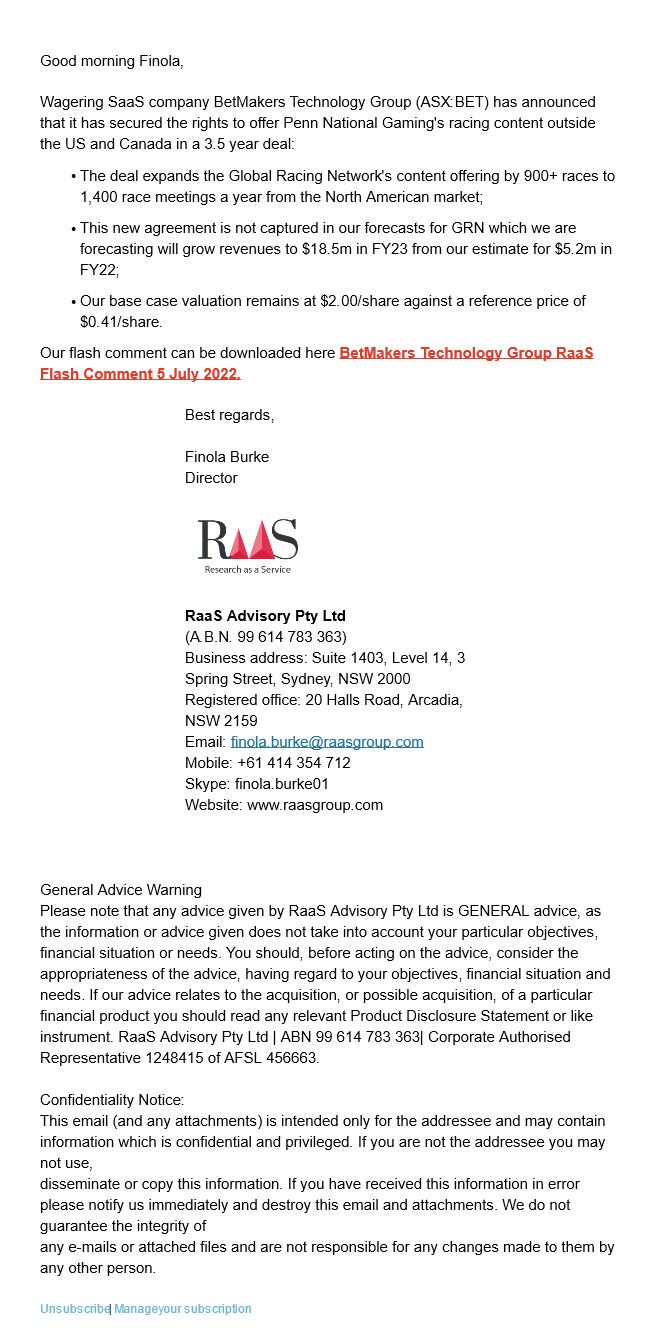 Good morning Finola,
Wagering SaaS company BetMakers Technology Group (ASX:BET) has announced
that it has secured the rights to offer Penn National Gaming's racing content outside
the US and Canada in a 3.5 year deal:
• The deal expands the Global Racing Network's content offering by 900+ races to
1,400 race meetings a year from the North American market;
• This new agreement is not captured in our forecasts for GRN which we are
forecasting will grow revenues to $18.5m in FY23 from our estimate for $5.2m in
FY22;
• Our base case valuation remains at $2.00/share against a reference price of
$0.41/share.
Our flash comment can be downloaded here BetMakers Technology Group RaaS
Flash Comment 5 July 2022.
Best regards,
Finola Burke
Director
RAAS
Research as a Service
RaaS Advisory Pty Ltd
(A.B.N. 99 614 783 363)
Business address: Suite 1403, Level 14, 3
Spring Street, Sydney, NSW 2000
Registered office: 20 Halls Road, Arcadia,
NSW 2159
Email: finola.burke@raasgroup.com
Mobile: +61 414 354 712
Skype: finola.burke01
Website: www.raasgroup.com
General Advice Warning
Please note that any advice given by RaaS Advisory Pty Ltd is GENERAL advice, as
the information or advice given does not take into account your particular objectives,
financial situation or needs. You should, before acting on the advice, consider the
appropriateness of the advice, having regard to your objectives, financial situation and
needs. If our advice relates to the acquisition, or possible acquisition, of a particular
financial product you should read any relevant Product Disclosure Statement or like
instrument. RaaS Advisory Pty Ltd | ABN 99 614 783 363| Corporate Authorised
Representative 1248415 of AFSL 456663.
Confidentiality Notice:
This email (and any attachments) is intended only for the addressee and may contain
information which is confidential and privileged. If you are not the addressee you may
not use,
disseminate or copy this information. If you have received this information in error
please notify us immediately and destroy this email and attachments. We do not
guarantee the integrity of
any e-mails or attached files and are not responsible for any changes made to them by
any other person.
Unsubscribe| Manageyour subscription